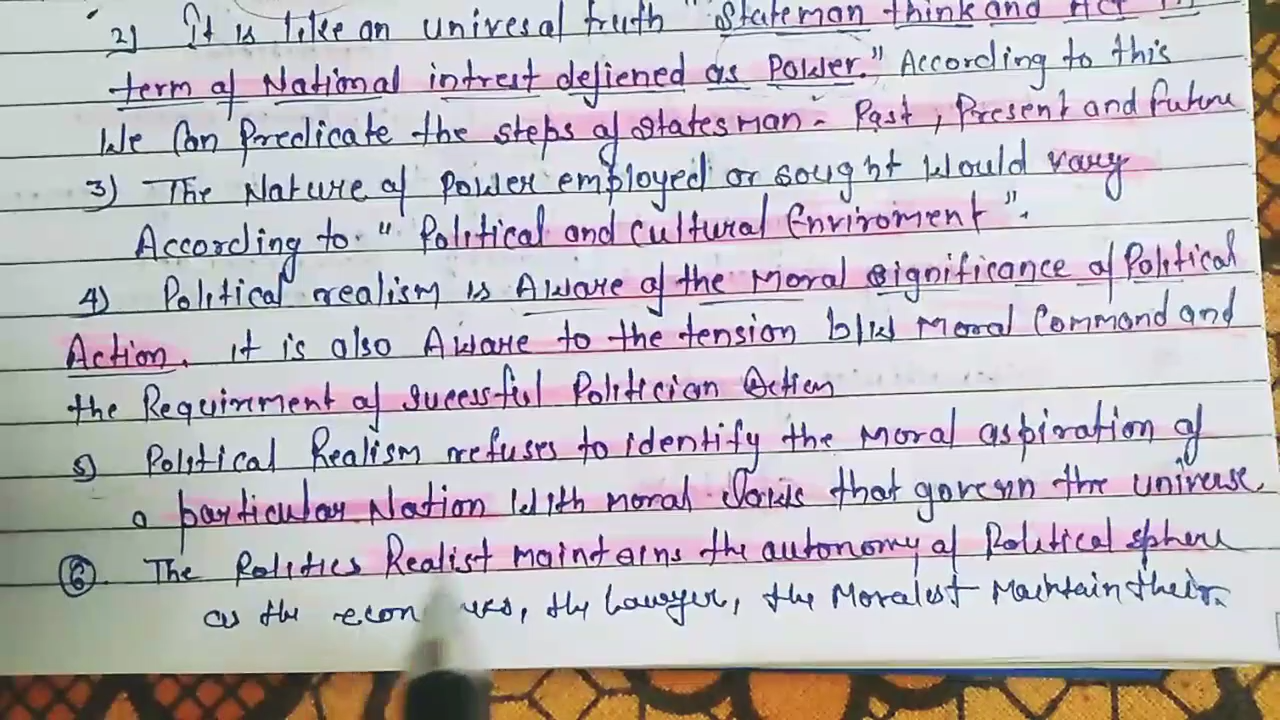 2) It is like an univesal truth "Stateman think and Act in
term of National intrest defiened as Power." According to this
We Can Predicate the steps of statesman - Past, Present and future
3) The Nature of Power employed or sought would vary
According to "Political and cultural Enviroment".
4) Political realism is Aware of the Moral significance of Political
Action. it is also Aware to the tension b/w Moral Command and
the Requirment of sucessful Politician Action
5) Political Realism refuses to identify the Moral aspiration of
a particular Nation With moral that govern the universe
6. The Politics Realist maintains the autonomy of Political sphere
as the , the Lawyer, the Moralest Maintain their